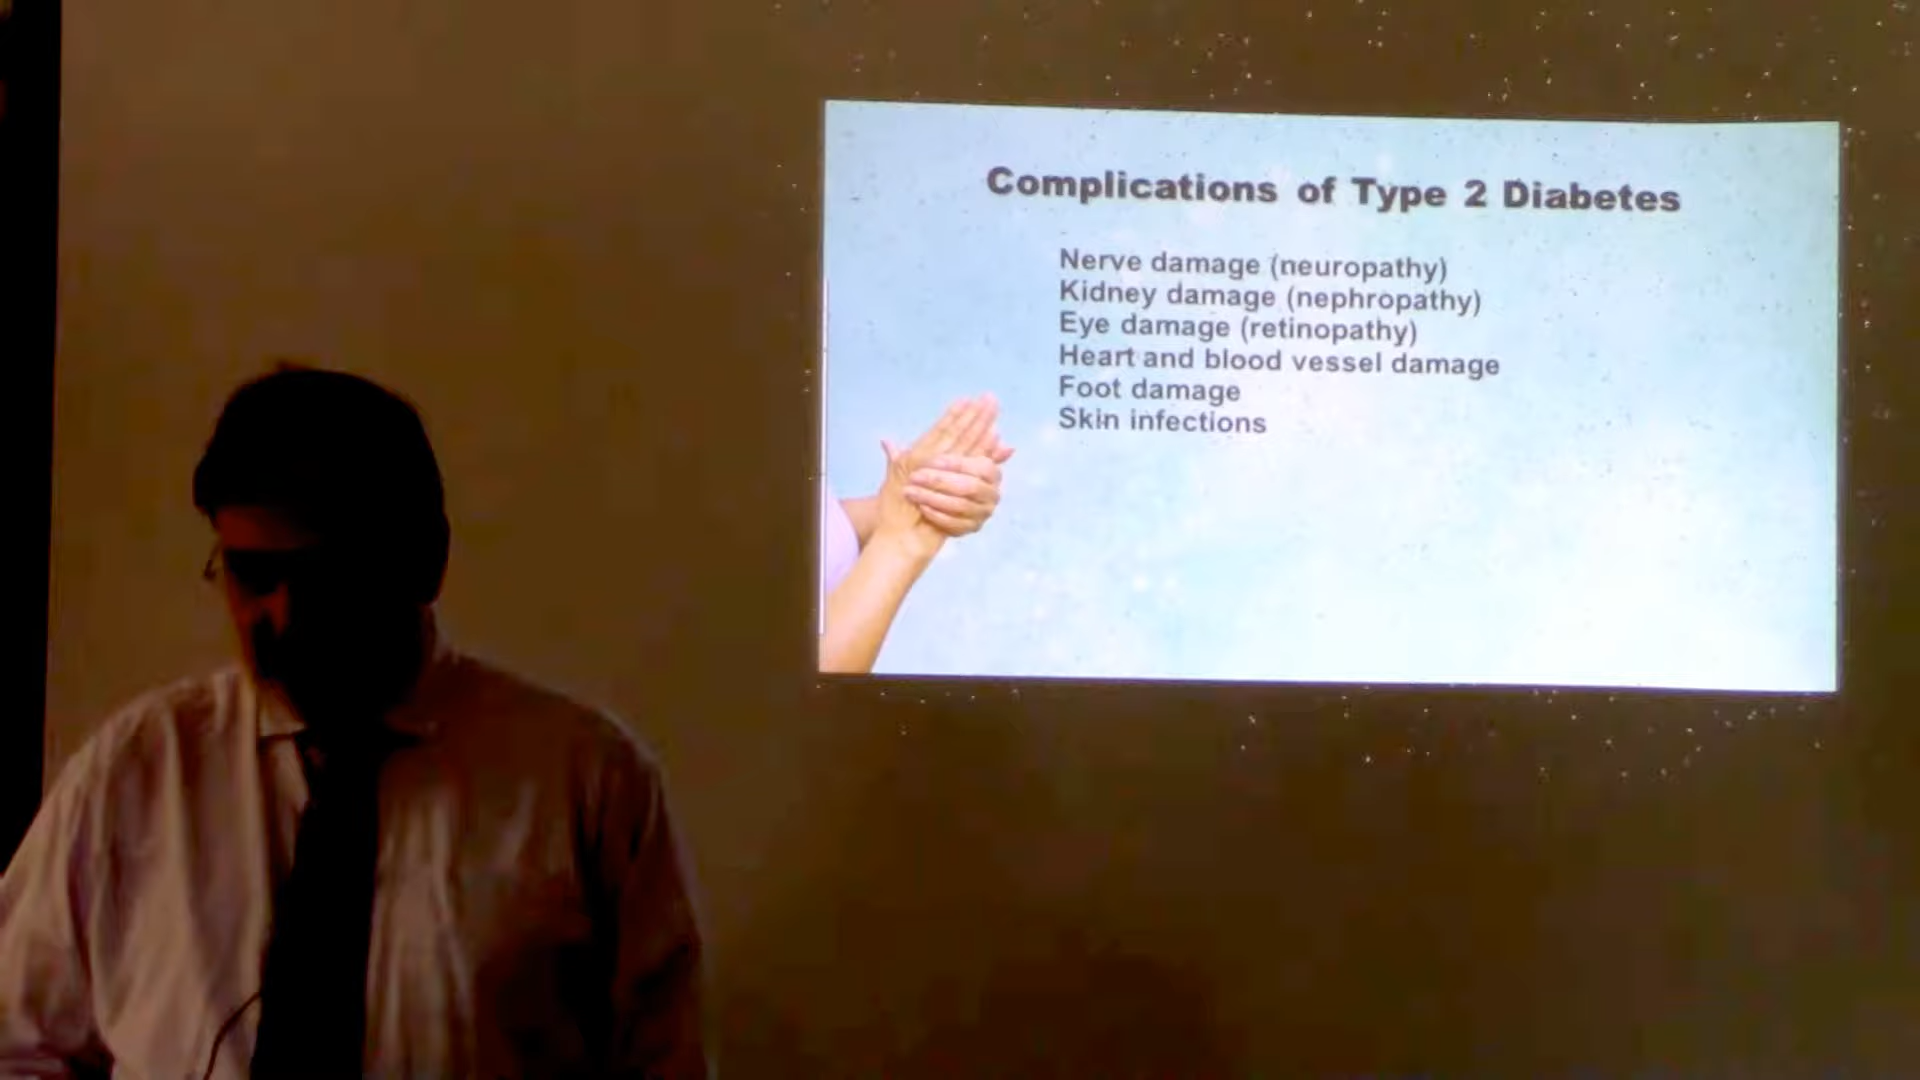 Complications of Type 2 Diabetes
Nerve damage (neuropathy)
Kidney damage (nephropathy)
Eye damage (retinopathy)
Heart and blood vessel damage
Foot damage
Skin infections